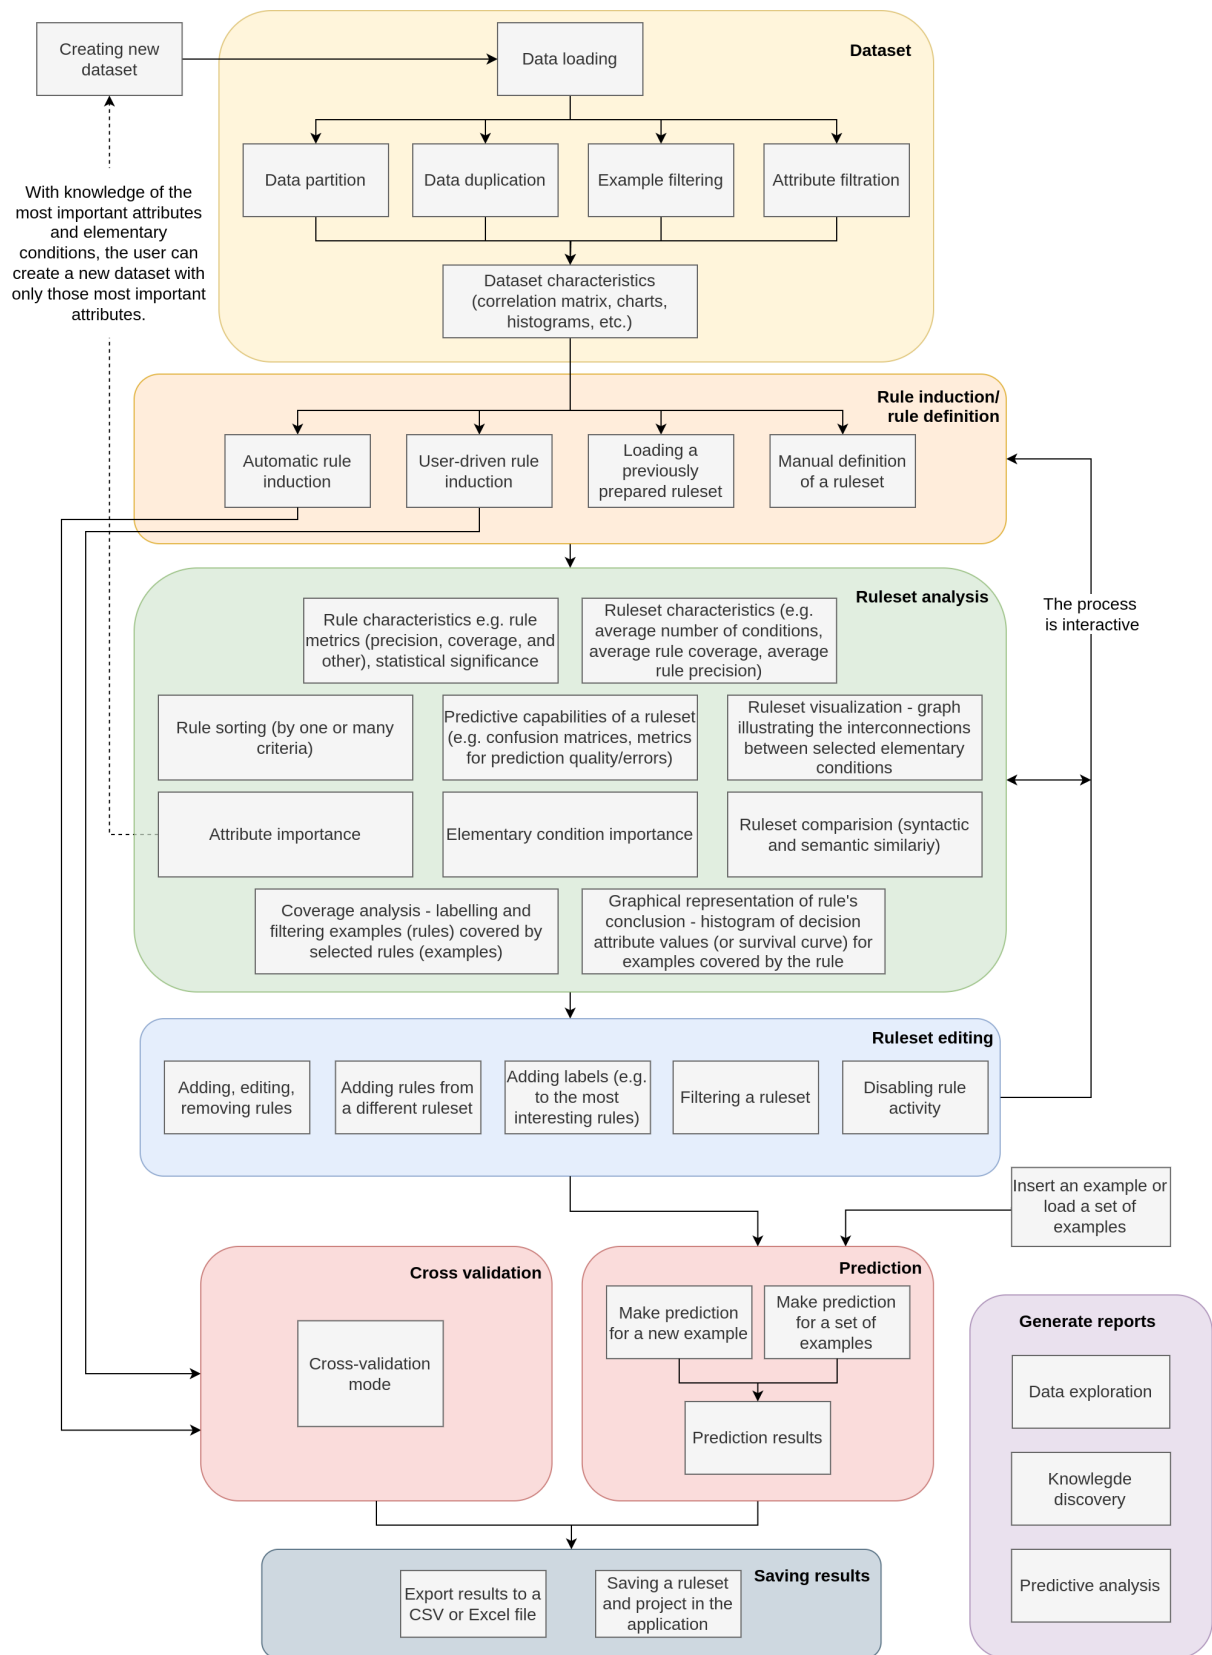 Creating new
dataset
Data loading
Dataset
Data partition
Data duplication
Example filtering
Attribute filtration
With knowledge of the
most important attributes
and elementary
conditions, the user can
create a new dataset with
only those most important
attributes.
Dataset characteristics
(correlation matrix, charts,
histograms, etc.)
Rule induction/
rule definition
Automatic rule
induction
User-driven rule
induction
Loading a
previously
prepared ruleset
Manual definition
of a ruleset
Ruleset analysis
The process
is interactive
Rule characteristics e.g. rule
metrics (precision, coverage, and
other), statistical significance
Ruleset characteristics (e.g.
average number of conditions,
average rule coverage, average
rule precision)
Rule sorting (by one or many
criteria)
Predictive capabilities of a ruleset
(e.g. confusion matrices, metrics
for prediction quality/errors)
Ruleset visualization - graph
illustrating the interconnections
between selected elementary
conditions
Attribute importance
Elementary condition importance
Ruleset comparision (syntactic
and semantic similariy)
Coverage analysis - labelling and
filtering examples (rules) covered by
selected rules (examples)
Graphical representation of rule's
conclusion - histogram of decision
attribute values (or survival curve) for
examples covered by the rule
Ruleset editing
Adding, editing,
removing rules
Adding rules from
a different ruleset
Adding labels (e.g.
to the most
interesting rules)
Filtering a ruleset
Disabling rule
activity
Insert an example or
load a set of
examples
Cross validation
Cross-validation
mode
Prediction
Make prediction
for a new example
Make prediction
for a set of
examples
Prediction results
Generate reports
Data exploration
Knowlegde
discovery
Predictive analysis
Saving results
Export results to a
CSV or Excel file
Saving a ruleset
and project in the
application